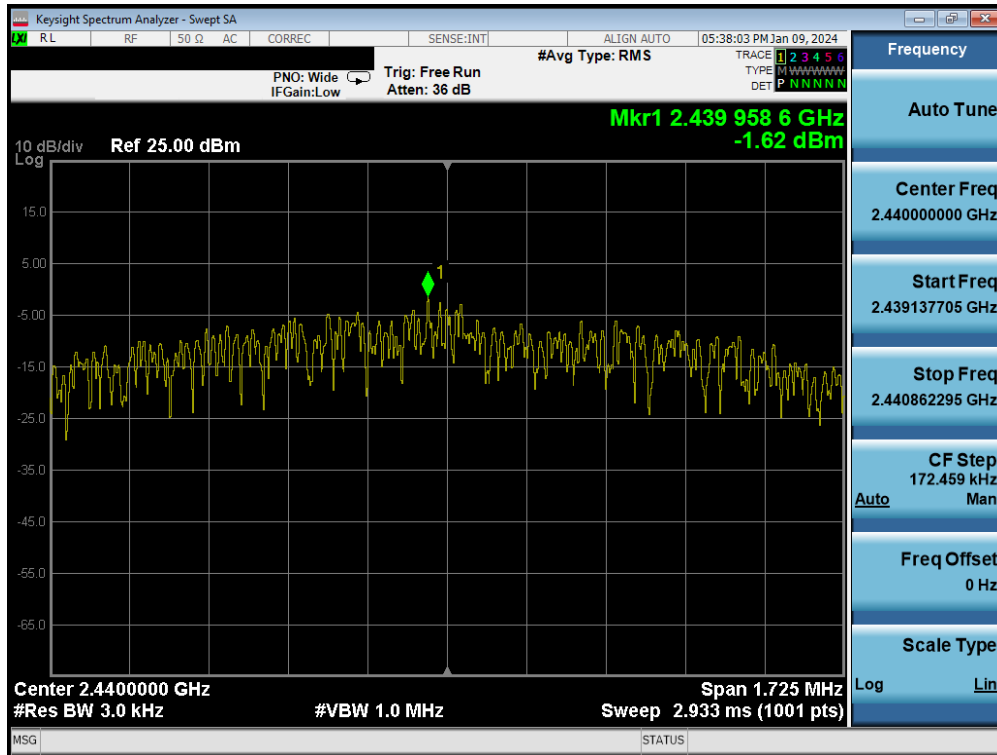 Keysight Spectrum Analyzer - Swept SA
LXI RL RF 50 Ω AC CORREC SENSE:INT ALIGN AUTO 05:38:03 PM Jan 09, 2024
#Avg Type: RMS
TRACE 1 2 3 4 5 6
PNO: Wide Trig: Free Run
TYPE M WWWWW
IFGain:Low Atten: 36 dB
DET P N N N N N
Mkr1 2.439 958 6 GHz
-1.62 dBm
10 dB/div Ref 25.00 dBm
Log
15.0
5.00
-5.00
-15.0
-25.0
-35.0
-45.0
-55.0
-65.0
1
Center 2.4400000 GHz Span 1.725 MHz
#Res BW 3.0 kHz #VBW 1.0 MHz Sweep 2.933 ms (1001 pts)
MSG STATUS
Frequency
Auto Tune
Center Freq
2.440000000 GHz
Start Freq
2.439137705 GHz
Stop Freq
2.440862295 GHz
CF Step
172.459 kHz
Auto Man
Freq Offset
0 Hz
Scale Type
Log Lin